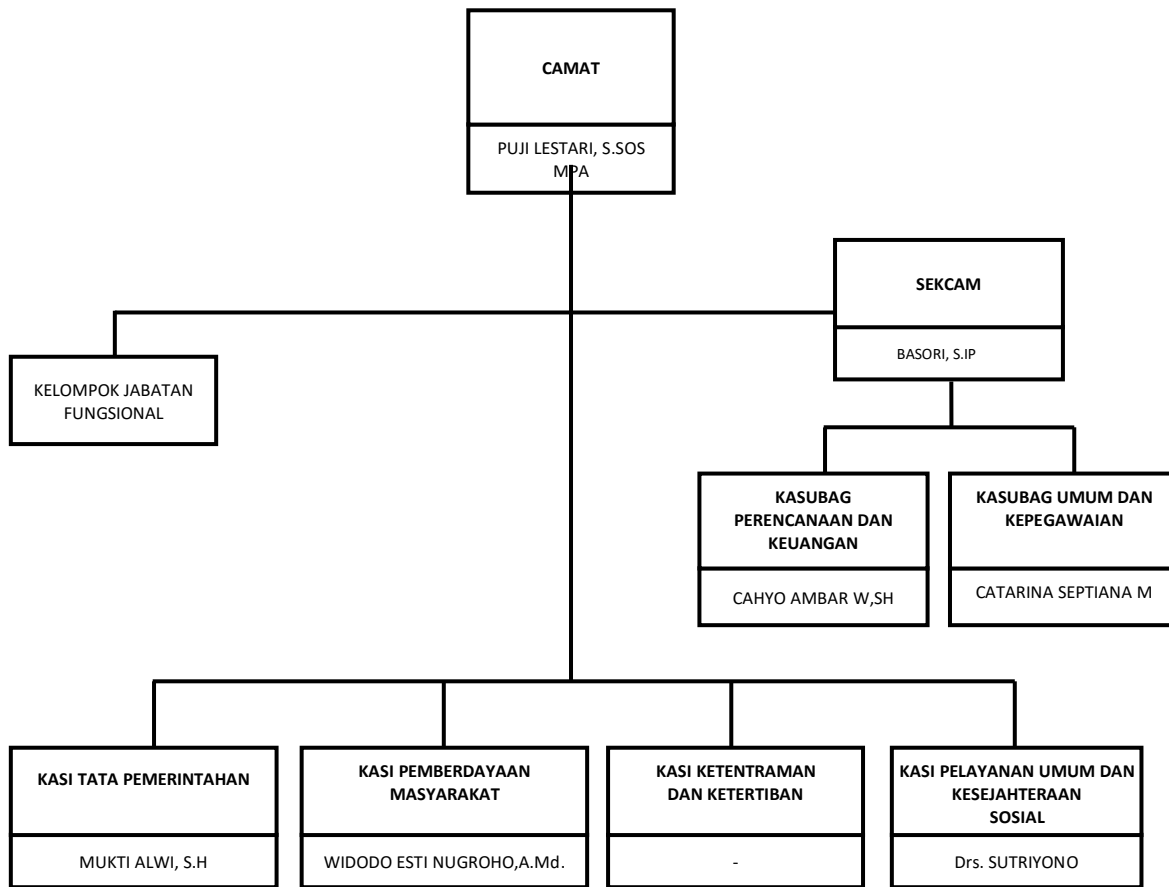 CAMAT
PUJI LESTARI, S.SOS
MPA
SEKCAM
BASORI, S.IP
KELOMPOK JABATAN
FUNGSIONAL
KASUBAG
PERENCANAAN DAN
KEUANGAN
CAHYO AMBAR W,SH
KASUBAG UMUM DAN
KEPEGAWAIAN
CATARINA SEPTIANA M
KASI TATA PEMERINTAHAN
MUKTI ALWI, S.H
KASI PEMBERDAYAAN
MASYARAKAT
WIDODO ESTI NUGROHO,A.Md.
KASI KETENTRAMAN
DAN KETERTIBAN
-
KASI PELAYANAN UMUM DAN
KESEJAHTERAAN
SOSIAL
Drs. SUTRIYONO